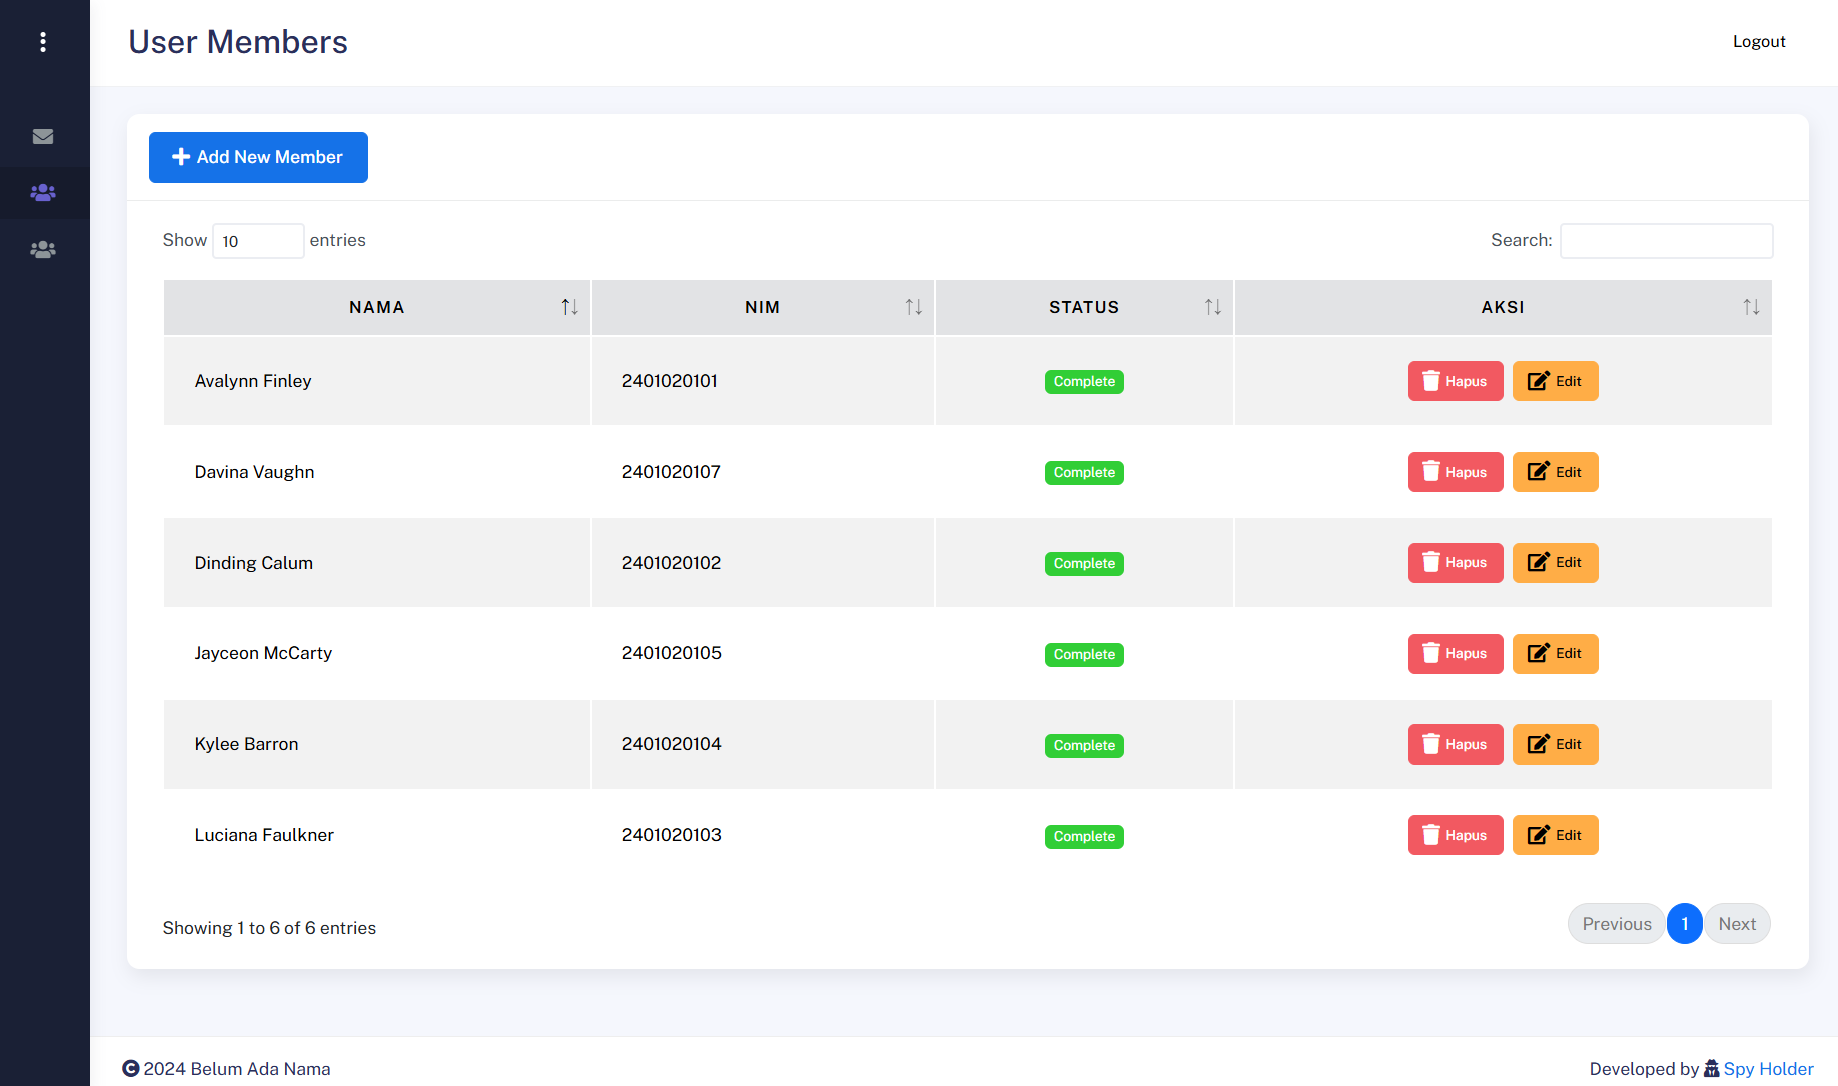 User Members
Logout
Add New Member
Show 10 entries
Search:
NAMA NIM STATUS AKSI
Avalynn Finley 2401020101 Complete Hapus Edit
Davina Vaughn 2401020107 Complete Hapus Edit
Dinding Calum 2401020102 Complete Hapus Edit
Jayceon McCarty 2401020105 Complete Hapus Edit
Kylee Barron 2401020104 Complete Hapus Edit
Luciana Faulkner 2401020103 Complete Hapus Edit
Showing 1 to 6 of 6 entries
Previous 1 Next
© 2024 Belum Ada Nama
Developed by Spy Holder